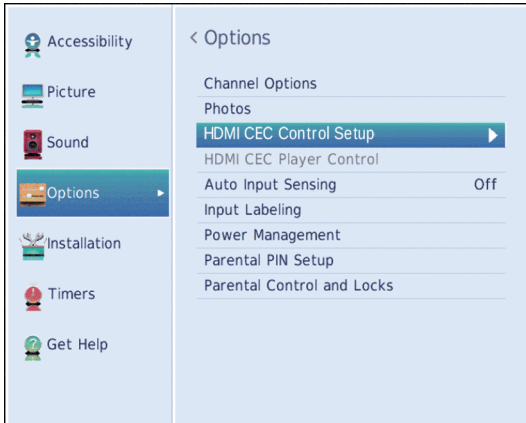 Accessibility
Picture
Sound
Options
Installation
Timers
Get Help
< Options
Channel Options
Photos
HDMI CEC Control Setup
HDMI CEC Player Control
Auto Input Sensing Off
Input Labeling
Power Management
Parental PIN Setup
Parental Control and Locks